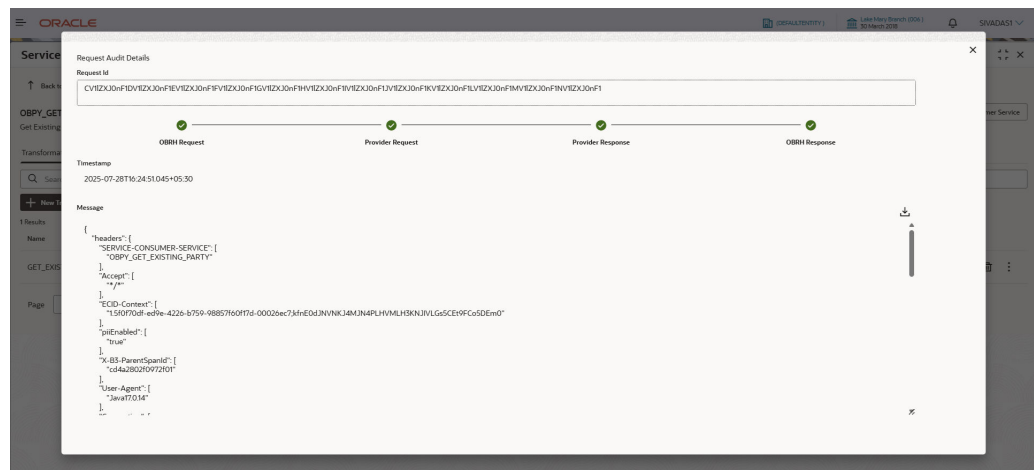 ORACLE
(DEFAULTENTITY)
Lake Mary Branch (006)
30 March 2018
SIVADAS1
Service
Request Audit Details
Request Id
CV1lZXJ0nF1DV1lZXJ0nF1EV1lZXJ0nF1FV1lZXJ0nF1GV1lZXJ0nF1HV1lZXJ0nF1IV1lZXJ0nF1JV1lZXJ0nF1KV1lZXJ0nF1LV1lZXJ0nF1MV1lZXJ0nF1NV1lZXJ0nF1
Back to
OBPY_GET
Get Existing
mer Service
OBRH Request
Provider Request
Provider Response
OBRH Response
Transforma
Timestamp
2025-07-28T16:24:51.045+05:30
Sear
New Tr
Message
1 Results
Name
{
"headers": {
"SERVICE-CONSUMER-SERVICE": [
"OBPY_GET_EXISTING_PARTY"
],
"Accept": [
"*/*"
],
"ECID-Context": [
"1.5f0f70df-ed9e-4226-b759-98857f60f17d-00026ec7;kfnE0dJNVNKJ4MJN4PLHVMLH3KNJIVLGs5CEt9FCo5DEm0"
],
"piiEnabled": [
"true"
],
"X-B3-ParentSpanId": [
"cd4a2802f0972f01"
],
"User-Agent": [
"Java17.0.14"
],
GET_EXIS
Page